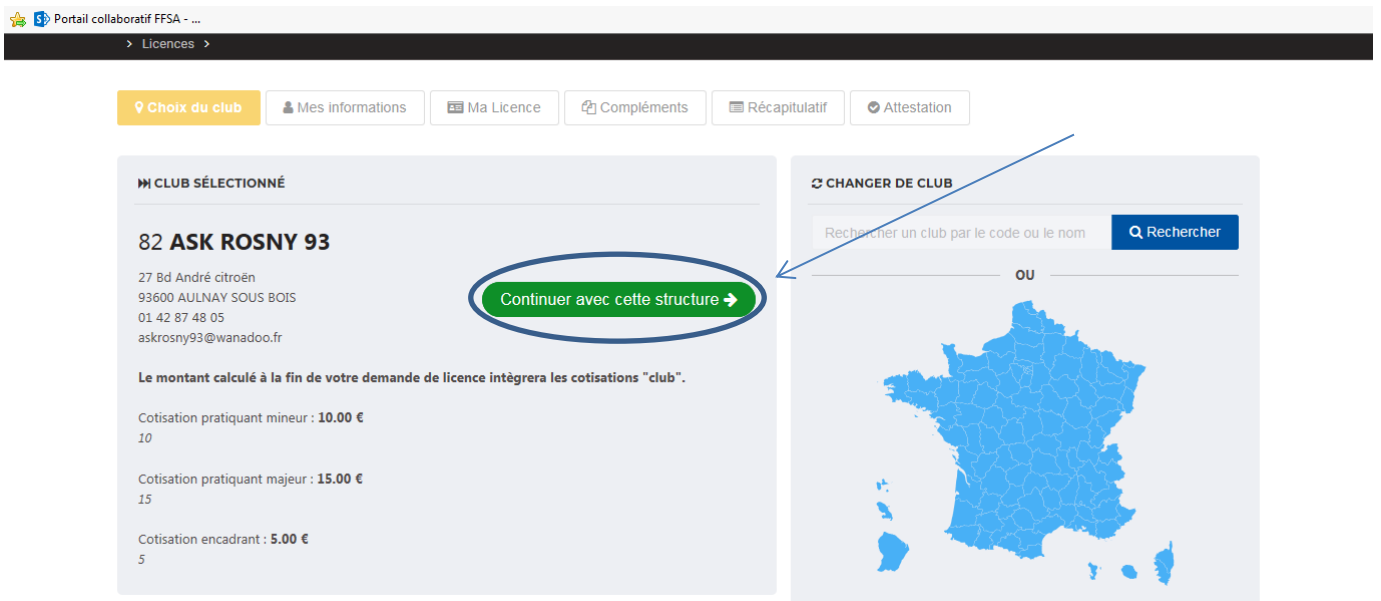 Portail collaboratif FFSA - ...
> Licences >
Choix du club
Mes informations
Ma Licence
Compléments
Récapitulatif
Attestation
CLUB SÉLECTIONNÉ
82 ASK ROSNY 93
27 Bd André citroën
93600 AULNAY SOUS BOIS
01 42 87 48 05
askrosny93@wanadoo.fr
Continuer avec cette structure
Le montant calculé à la fin de votre demande de licence intègrera les cotisations "club".
Cotisation pratiquant mineur : 10.00 €
10
Cotisation pratiquant majeur : 15.00 €
15
Cotisation encadrant : 5.00 €
5
CHANGER DE CLUB
Rechercher un club par le code ou le nom
Rechercher
OU